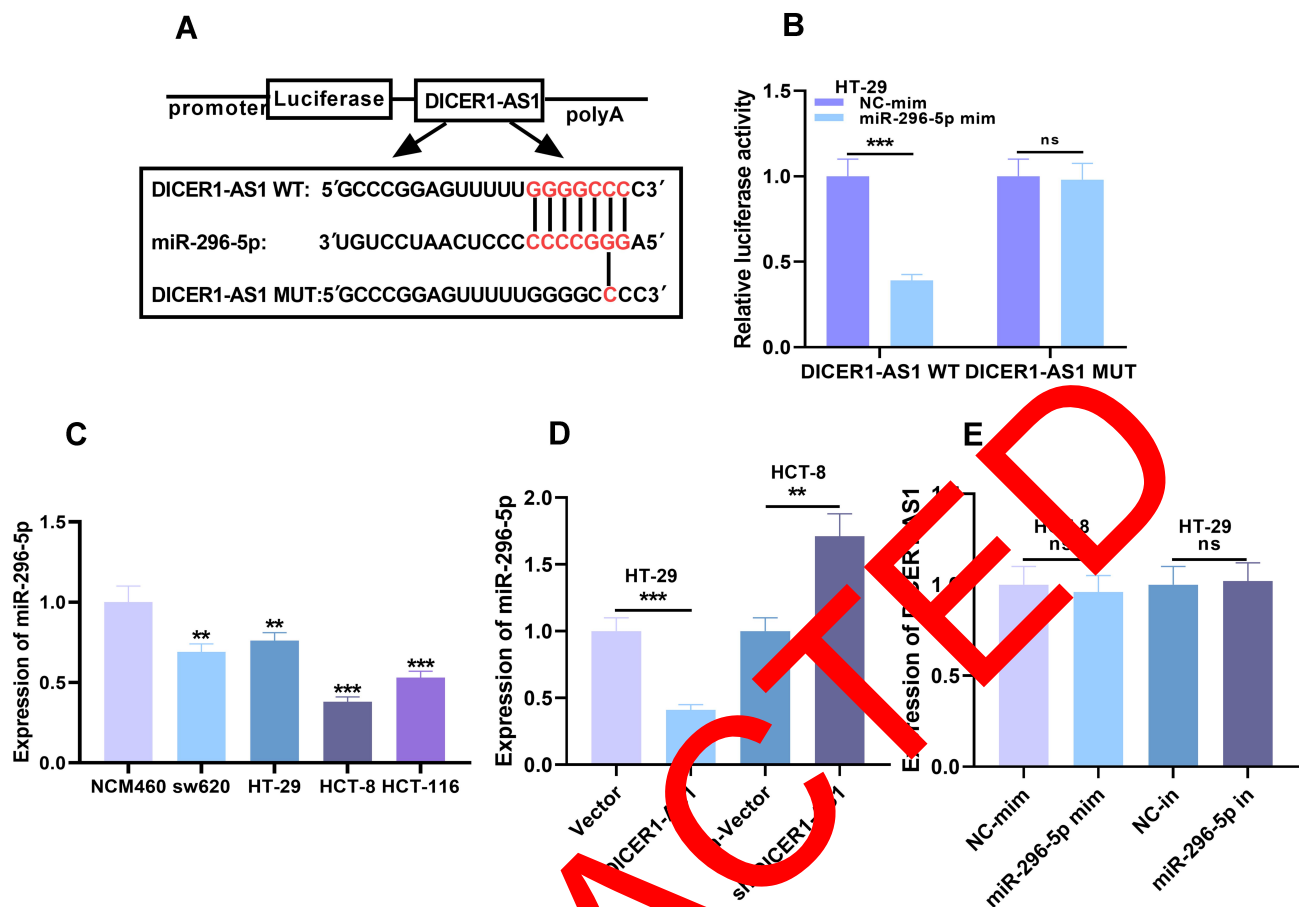 A
promoter
Luciferase
DICER1-AS1
polyA
DICER1-AS1 WT: 5′GCCCGGAGUUUUUGGGGCCCC3′
miR-296-5p: 3′UGUCCUAACUCCCCCCCGGGA5′
DICER1-AS1 MUT:5′GCCCGGAGUUUUUGGGGCCCC3′
B
Relative luciferase activity
1.5
1.0
0.5
0.0
HT-29
NC-mim
miR-296-5p mim
***
ns
DICER1-AS1 WT DICER1-AS1 MUT
C
Expression of miR-296-5p
1.5
1.0
0.5
0.0
**
**
***
***
NCM460 sw620 HT-29 HCT-8 HCT-116
D
Expression of miR-296-5p
2.0
1.5
1.0
0.5
0.0
HT-29
***
HCT-8
**
Vector
E
0.5
0.0
ns
HT-29
ns
NC-mim
miR-296-5p mim
NC-in
miR-296-5p in
ACTED